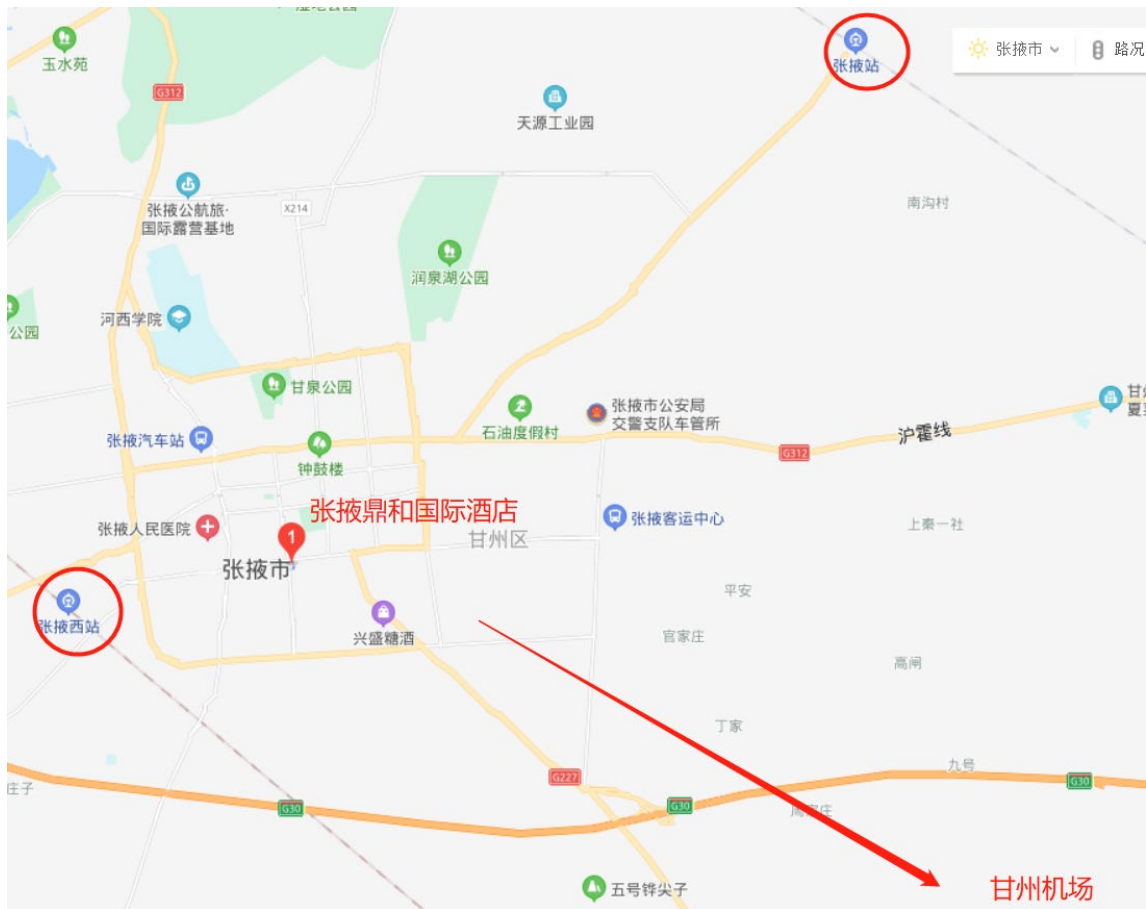 玉水苑
张掖站
张掖市
路况
G312
天源工业园
张掖公航旅·
国际露营基地
X214
南沟村
润泉湖公园
河西学院
公园
甘泉公园
石油度假村
张掖市公安局
交警支队车管所
张掖汽车站
钟鼓楼
G312
沪霍线
张掖鼎和国际酒店
张掖人民医院
1
甘州区
张掖客运中心
上秦一社
张掖市
平安
张掖西站
兴盛糖酒
官家庄
高闸
丁家
九号
庄子
G227
G30
G30
G30
五号铧尖子
甘州机场